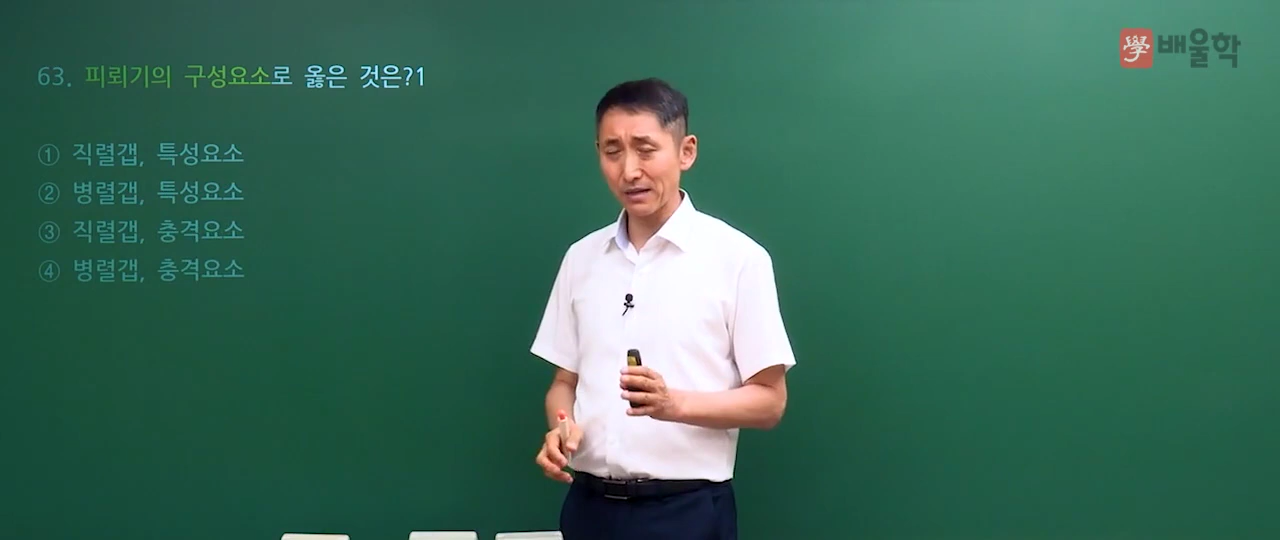 學배울학
63. 피뢰기의 구성요소로 옳은 것은?1
① 직렬갭, 특성요소
② 병렬갭, 특성요소
③ 직렬갭, 충격요소
④ 병렬갭, 충격요소